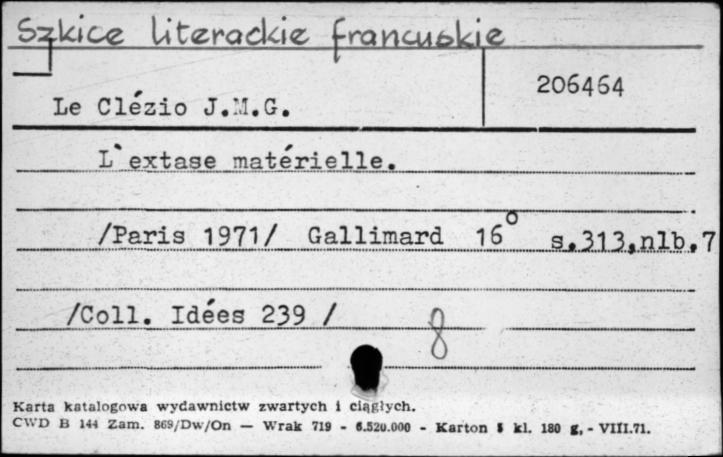 Szkice literackie francuskie
206464
Le Clézio J.M.G.
L`extase matérielle.
/Paris 1971/ Gallimard 16° s.313,nlb.7
/Coll. Idées 239 /
8
Karta katalogowa wydawnictw zwartych i ciągłych.
CWD B 144 Zam. 869/Dw/On — Wrak 719 - 6.520.000 - Karton kl. 180 g, - VIII.71.